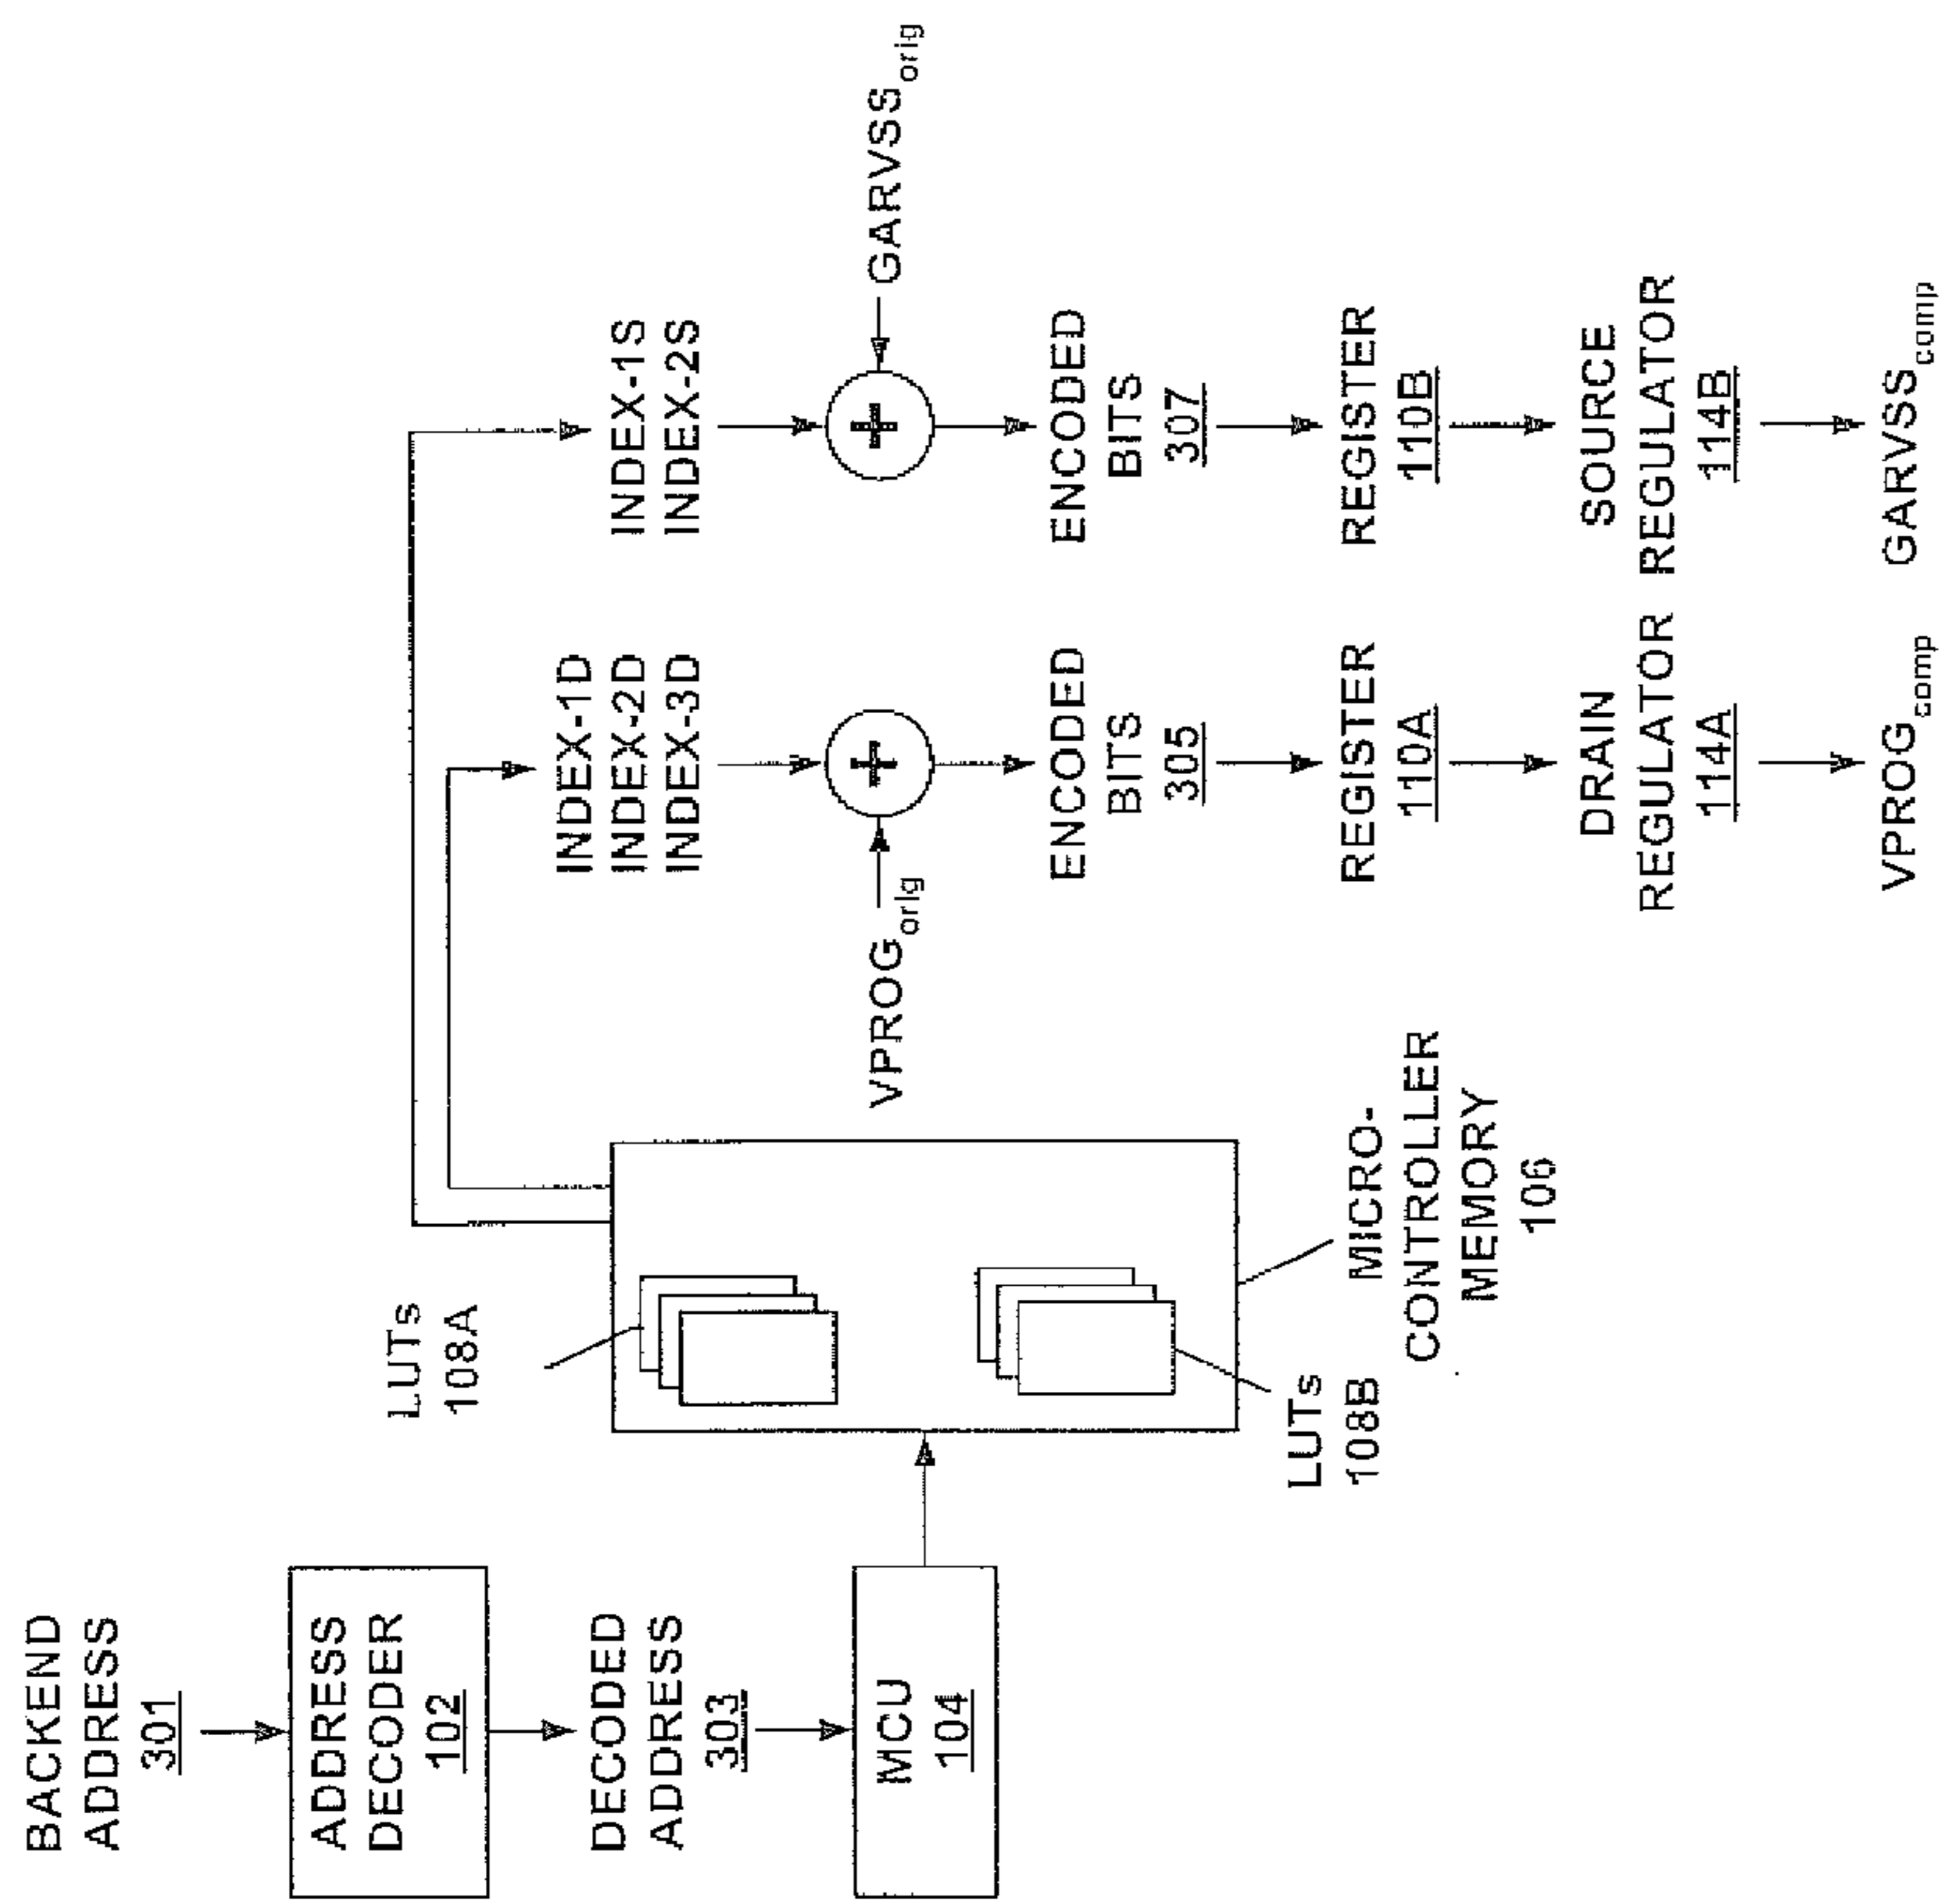 BACKEND
ADDRESS
301
ADDRESS
DECODER
102
DECODED
ADDRESS
303
MCU
104
LUTs
108A
LUTs
108B
MICRO-
CONTROLLER
MEMORY
106
INDEX-1D
INDEX-2D
INDEX-3D
VPROGorig
+
ENCODED
BITS
305
REGISTER
110A
DRAIN
REGULATOR
114A
VPROGcomp
INDEX-1S
INDEX-2S
+
GARVSSorig
ENCODED
BITS
307
REGISTER
110B
SOURCE
REGULATOR
114B
GARVSScomp